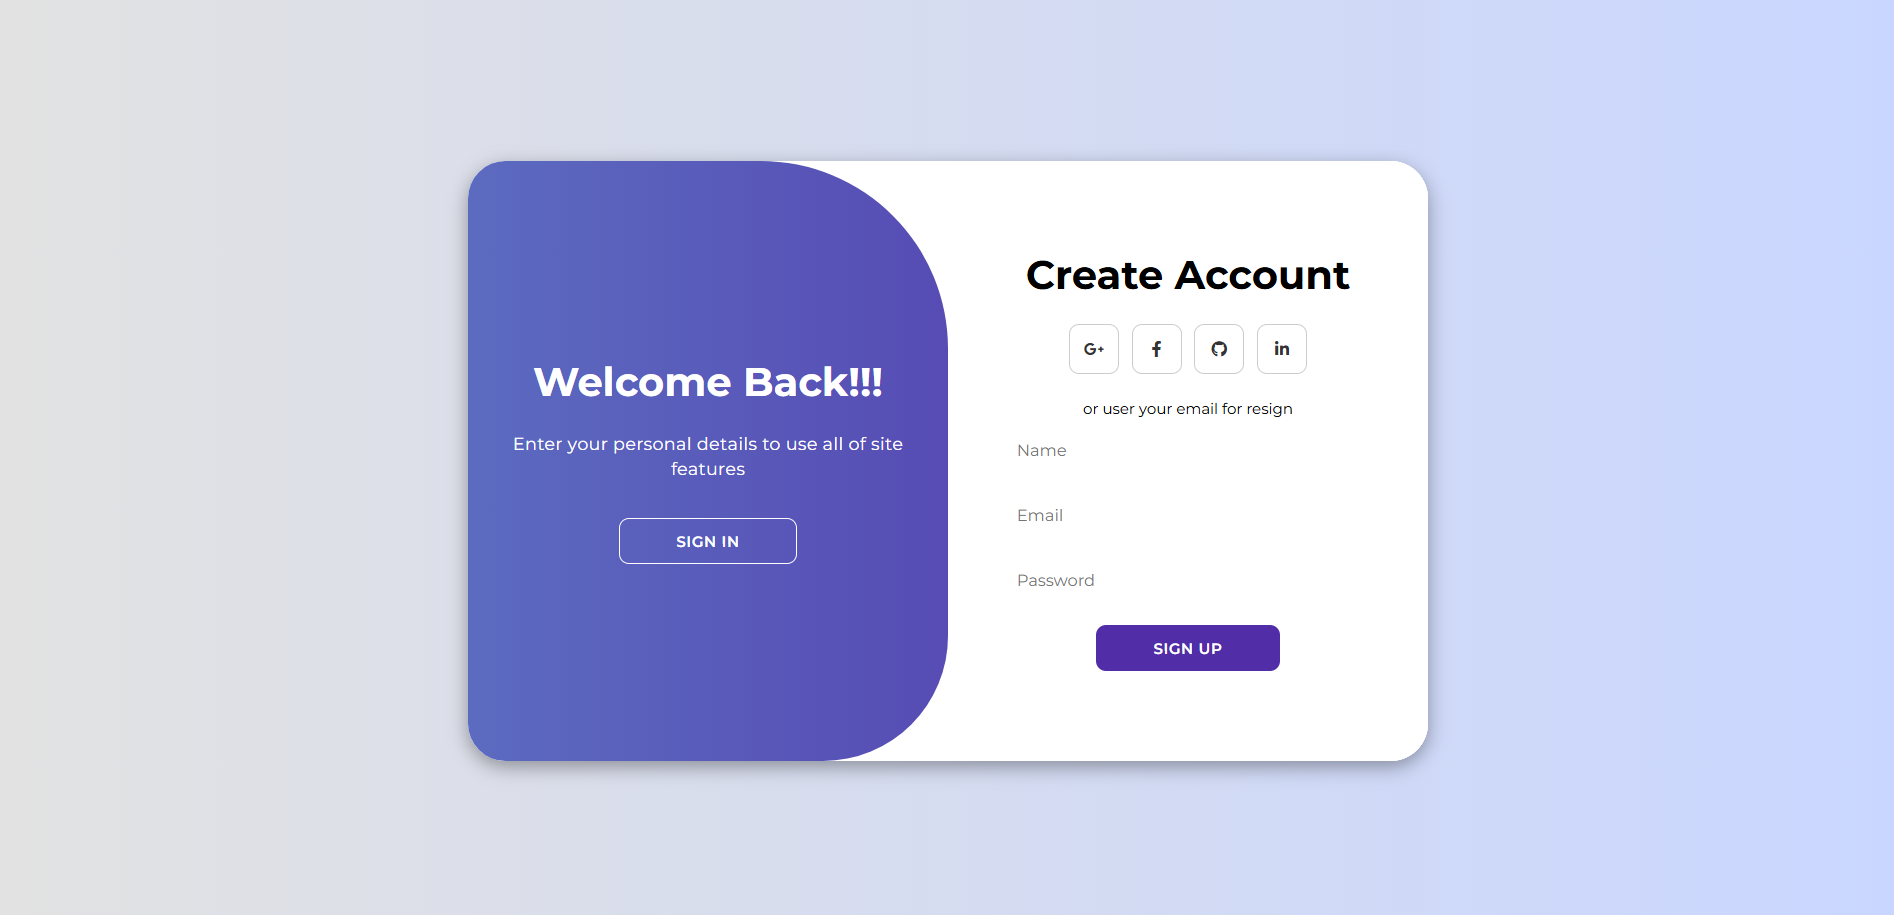 Welcome Back!!!
Enter your personal details to use all of site
features
SIGN IN
Create Account
G+
f
in
or user your email for resign
Name
Email
Password
SIGN UP